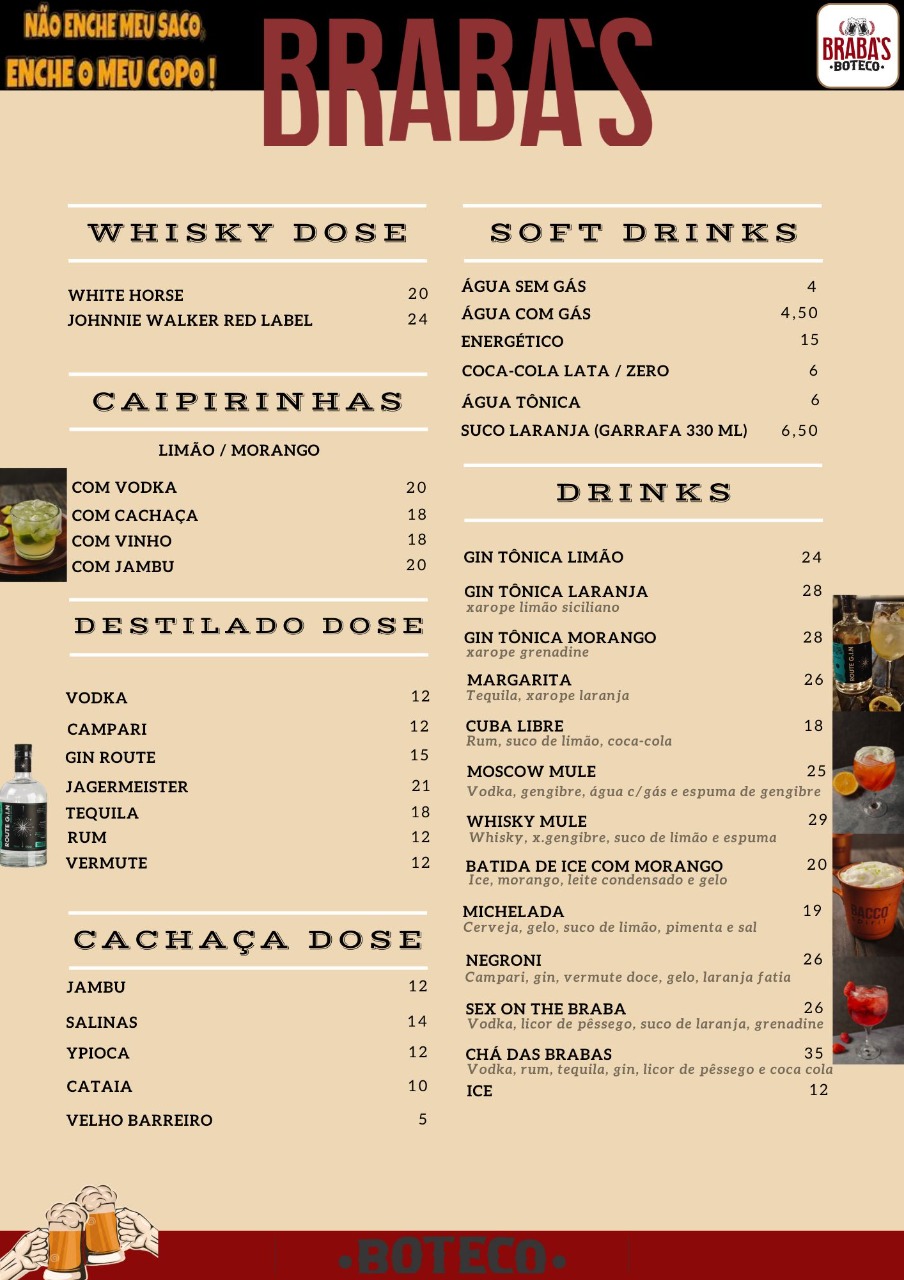 NÃO ENCHE MEU SACO,
ENCHE O MEU COPO!
BRABA'S
BRABA'S
•BOTECO•
WHISKY DOSE
WHITE HORSE 20
JOHNNIE WALKER RED LABEL 24
CAIPIRINHAS
LIMÃO / MORANGO
COM VODKA 20
COM CACHAÇA 18
COM VINHO 18
COM JAMBU 20
DESTILADO DOSE
VODKA 12
CAMPARI 12
GIN ROUTE 15
JAGERMEISTER 21
TEQUILA 18
RUM 12
VERMUTE 12
ROUTE G.I.N
CACHAÇA DOSE
JAMBU 12
SALINAS 14
YPIOCA 12
CATAIA 10
VELHO BARREIRO 5
SOFT DRINKS
ÁGUA SEM GÁS 4
ÁGUA COM GÁS 4,50
ENERGÉTICO 15
COCA-COLA LATA / ZERO 6
ÁGUA TÔNICA 6
SUCO LARANJA (GARRAFA 330 ML) 6,50
DRINKS
GIN TÔNICA LIMÃO 24
GIN TÔNICA LARANJA 28
xarope limão siciliano
GIN TÔNICA MORANGO 28
xarope grenadine
MARGARITA 26
Tequila, xarope laranja
CUBA LIBRE 18
Rum, suco de limão, coca-cola
MOSCOW MULE 25
Vodka, gengibre, água c/gás e espuma de gengibre
WHISKY MULE 29
Whisky, x.gengibre, suco de limão e espuma
BATIDA DE ICE COM MORANGO 20
Ice, morango, leite condensado e gelo
MICHELADA 19
Cerveja, gelo, suco de limão, pimenta e sal
NEGRONI 26
Campari, gin, vermute doce, gelo, laranja fatia
SEX ON THE BRABA 26
Vodka, licor de pêssego, suco de laranja, grenadine
CHÁ DAS BRABAS 35
Vodka, rum, tequila, gin, licor de pêssego e coca cola
ICE 12
ROUTE G.I.N
BACCO
•BOTECO•